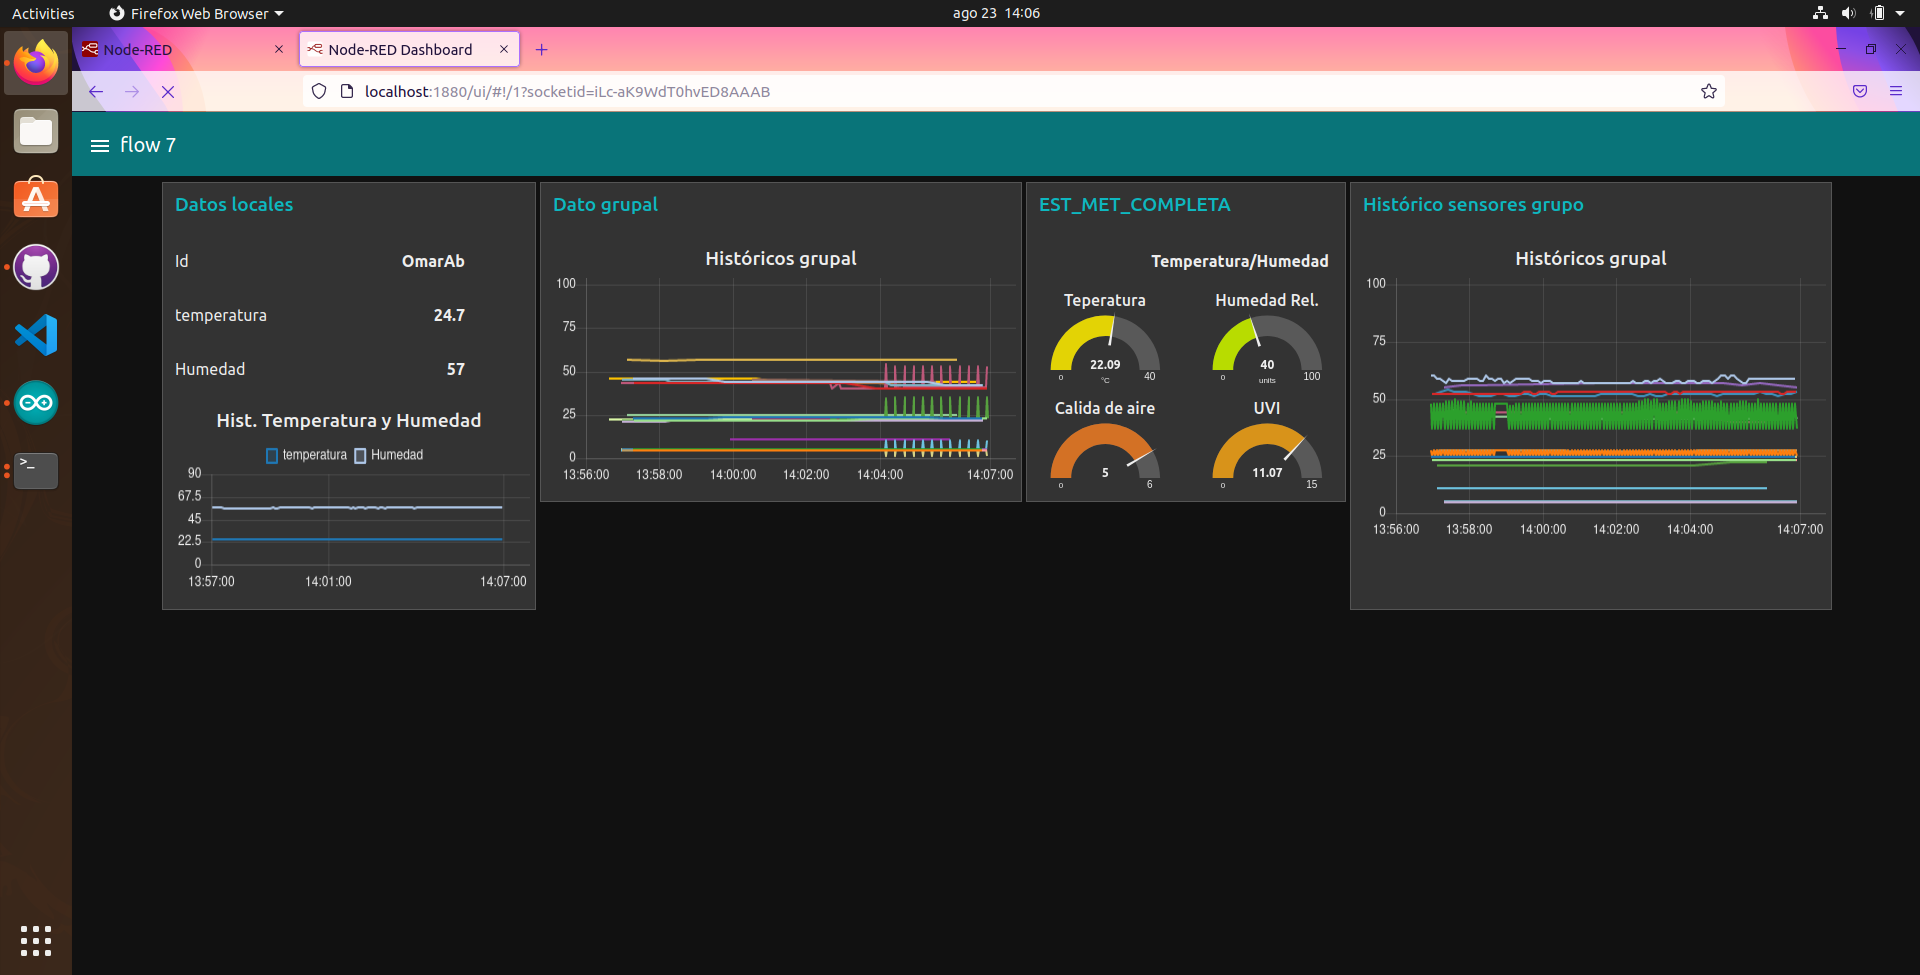 Activities
Firefox Web Browser
ago 23 14:06
Node-RED
Node-RED Dashboard
localhost:1880/ui/#!/1?socketid=iLc-aK9WdT0hvED8AAAB
flow 7
Datos locales
Id OmarAb
temperatura 24.7
Humedad 57
Hist. Temperatura y Humedad
temperatura Humedad
90
67.5
45
22.5
0
13:57:00 14:01:00 14:07:00
Dato grupal
Históricos grupal
100
75
50
25
0
13:56:00 13:58:00 14:00:00 14:02:00 14:04:00 14:07:00
EST_MET_COMPLETA
Temperatura/Humedad
Teperatura
22.09
°C
0 40
Humedad Rel.
40
units
0 100
Calida de aire
5
0 6
UVI
11.07
0 15
Histórico sensores grupo
Históricos grupal
100
75
50
25
0
13:56:00 13:58:00 14:00:00 14:02:00 14:04:00 14:07:00